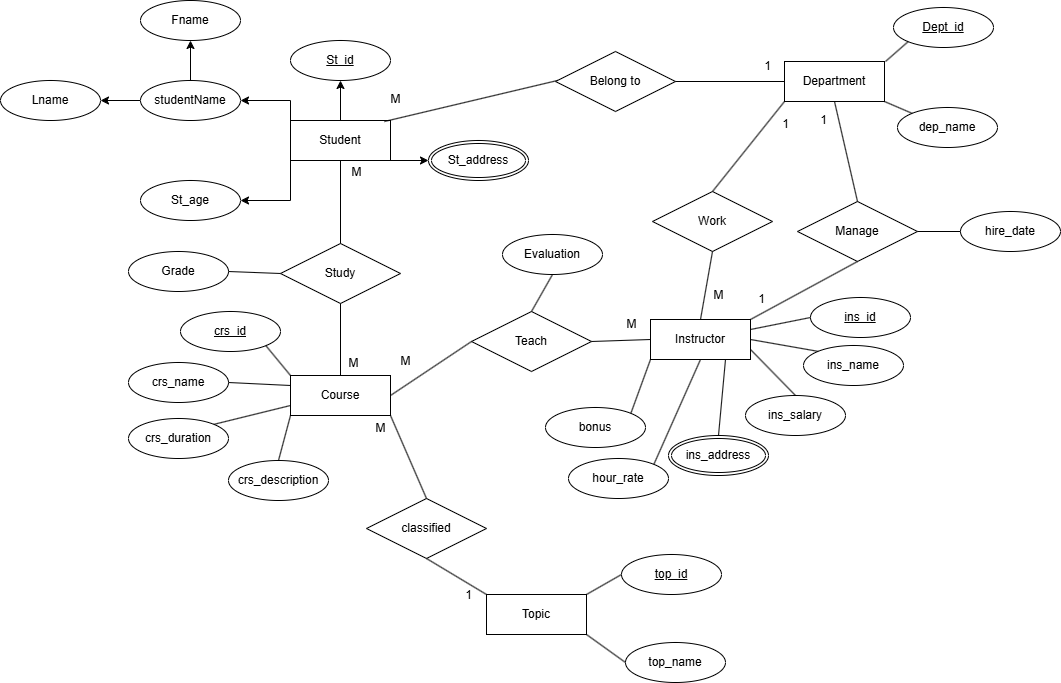 Fname
Dept_id
St_id
M
Belong to
1
Department
Lname
studentName
dep_name
1
1
Student
St_address
M
St_age
Work
Manage
hire_date
Evaluation
Grade
Study
M
1
ins_id
crs_id
M
Teach
M
Instructor
ins_name
M
crs_name
Course
ins_salary
M
bonus
crs_duration
ins_address
crs_description
hour_rate
classified
top_id
1
Topic
top_name